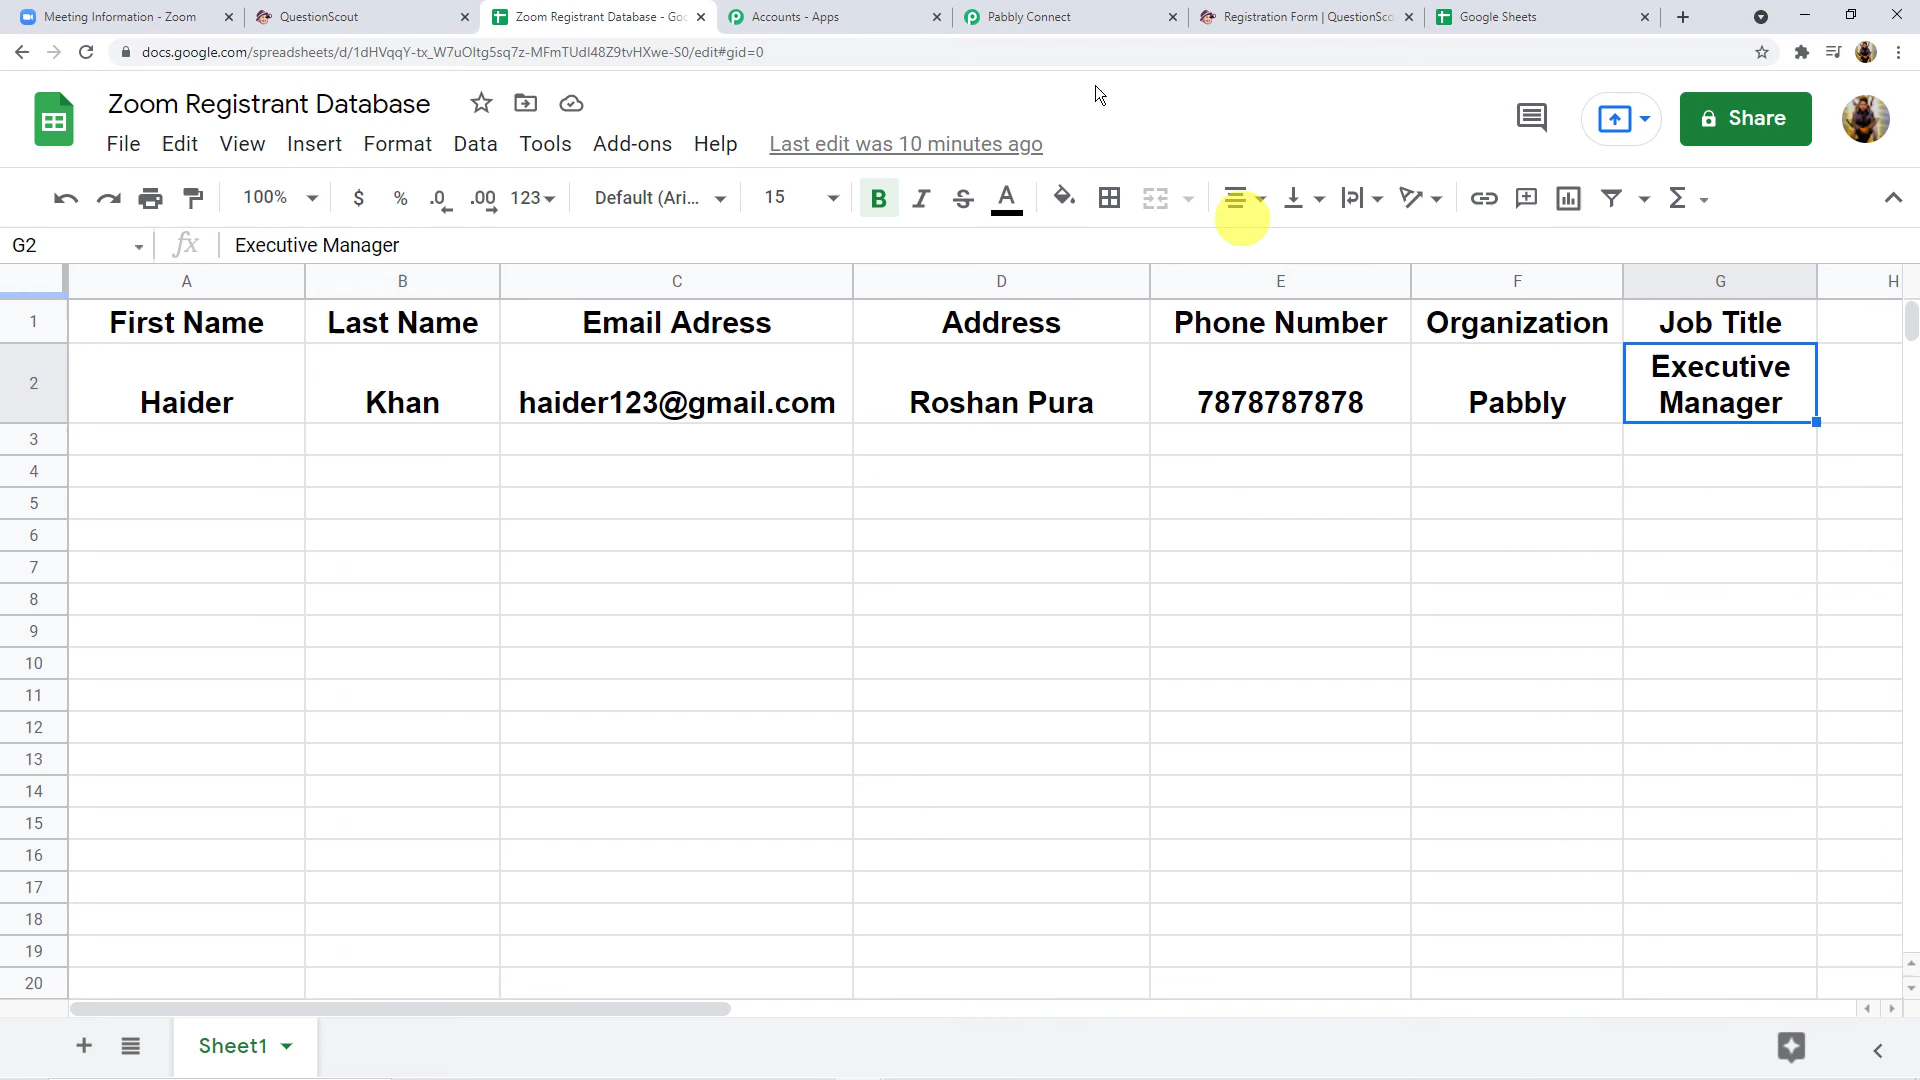 Meeting Information - Zoom
QuestionScout
Zoom Registrant Database - Goo
Accounts - Apps
Pabbly Connect
Registration Form | QuestionSco
Google Sheets
docs.google.com/spreadsheets/d/1dHVqqY-tx_W7uOltg5sq7z-MFmTUdl48Z9tvHXwe-S0/edit#gid=0
Zoom Registrant Database
Share
File Edit View Insert Format Data Tools Add-ons Help Last edit was 10 minutes ago
100% $ % .0 .00 123 Default (Ari... 15 B I S A Σ
G2 fx Executive Manager
A B C D E F G H
1 First Name Last Name Email Adress Address Phone Number Organization Job Title
2 Haider Khan haider123@gmail.com Roshan Pura 7878787878 Pabbly Executive
Manager
3
4
5
6
7
8
9
10
11
12
13
14
15
16
17
18
19
20
Sheet1